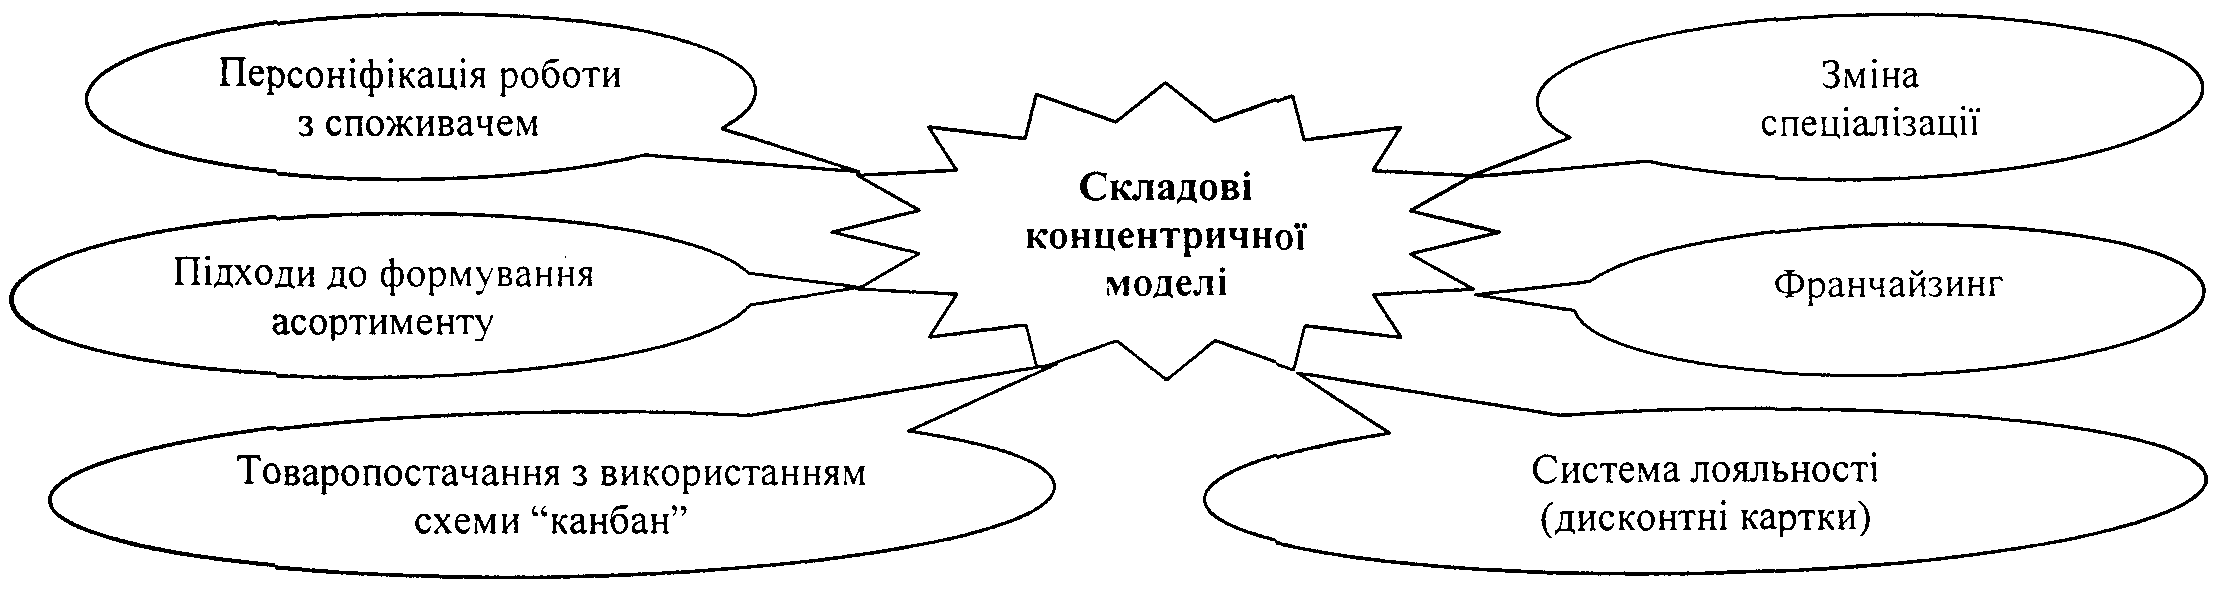 Персоніфікація роботи
з споживачем
Зміна
спеціалізації
Складові
концентричної
моделі
Підходи до формування
асортименту
Франчайзинг
Товаропостачання з використанням
схеми “канбан”
Система лояльності
(дисконтні картки)